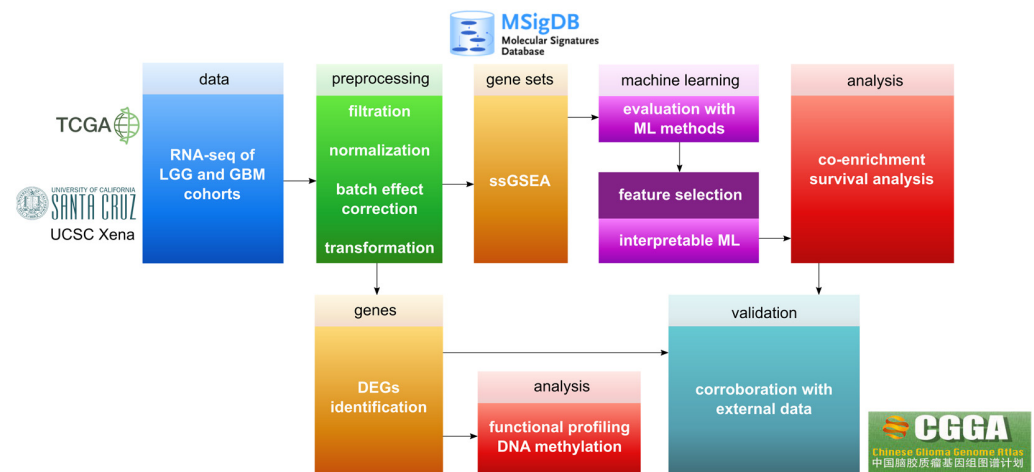 MSigDB
Molecular Signatures
Database
data
preprocessing
gene sets
machine learning
analysis
TCGA
UNIVERSITY OF CALIFORNIA
SANTA CRUZ
UCSC Xena
RNA-seq of
LGG and GBM
cohorts
filtration
normalization
batch effect
correction
transformation
ssGSEA
evaluation with
ML methods
feature selection
interpretable ML
co-enrichment
survival analysis
genes
DEGs
identification
analysis
functional profiling
DNA methylation
validation
corroboration with
external data
CGGA
Chinese Glioma Genome Atlas
中国脑胶质瘤基因组图谱计划